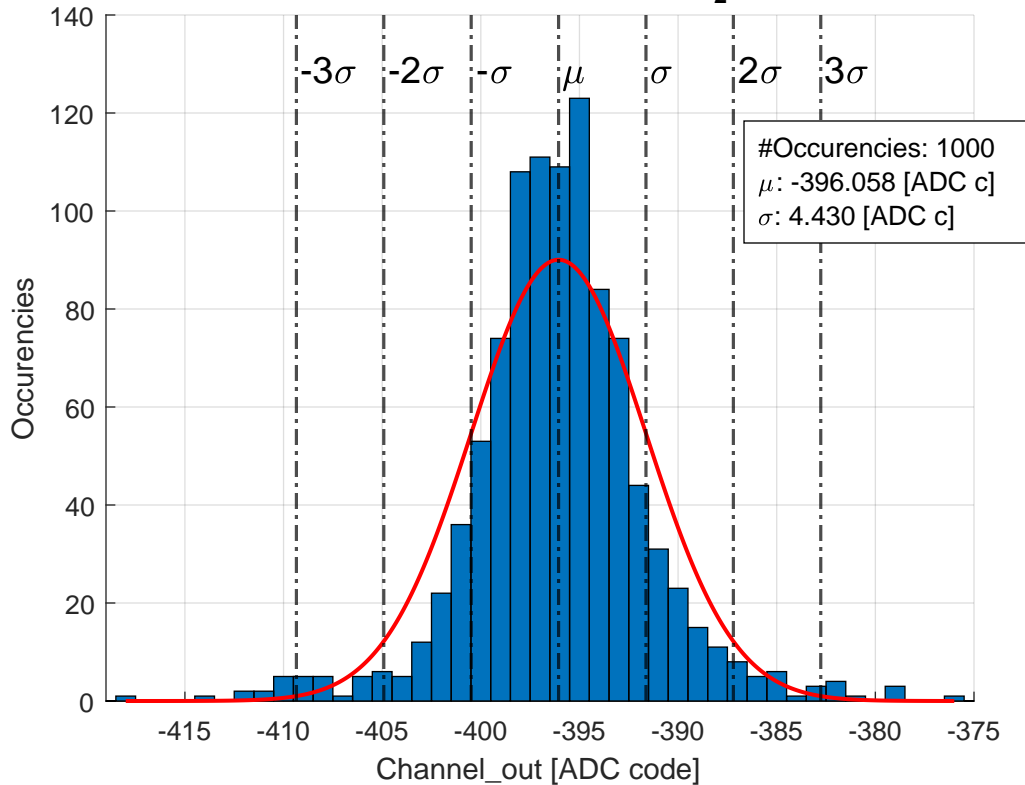 140
120
100
80
60
40
20
0
Occurencies
-3σ
-2σ
-σ
μ
σ
2σ
3σ
#Occurencies: 1000
μ: -396.058 [ADC c]
σ: 4.430 [ADC c]
-415
-410
-405
-400
-395
-390
-385
-380
-375
Channel_out [ADC code]